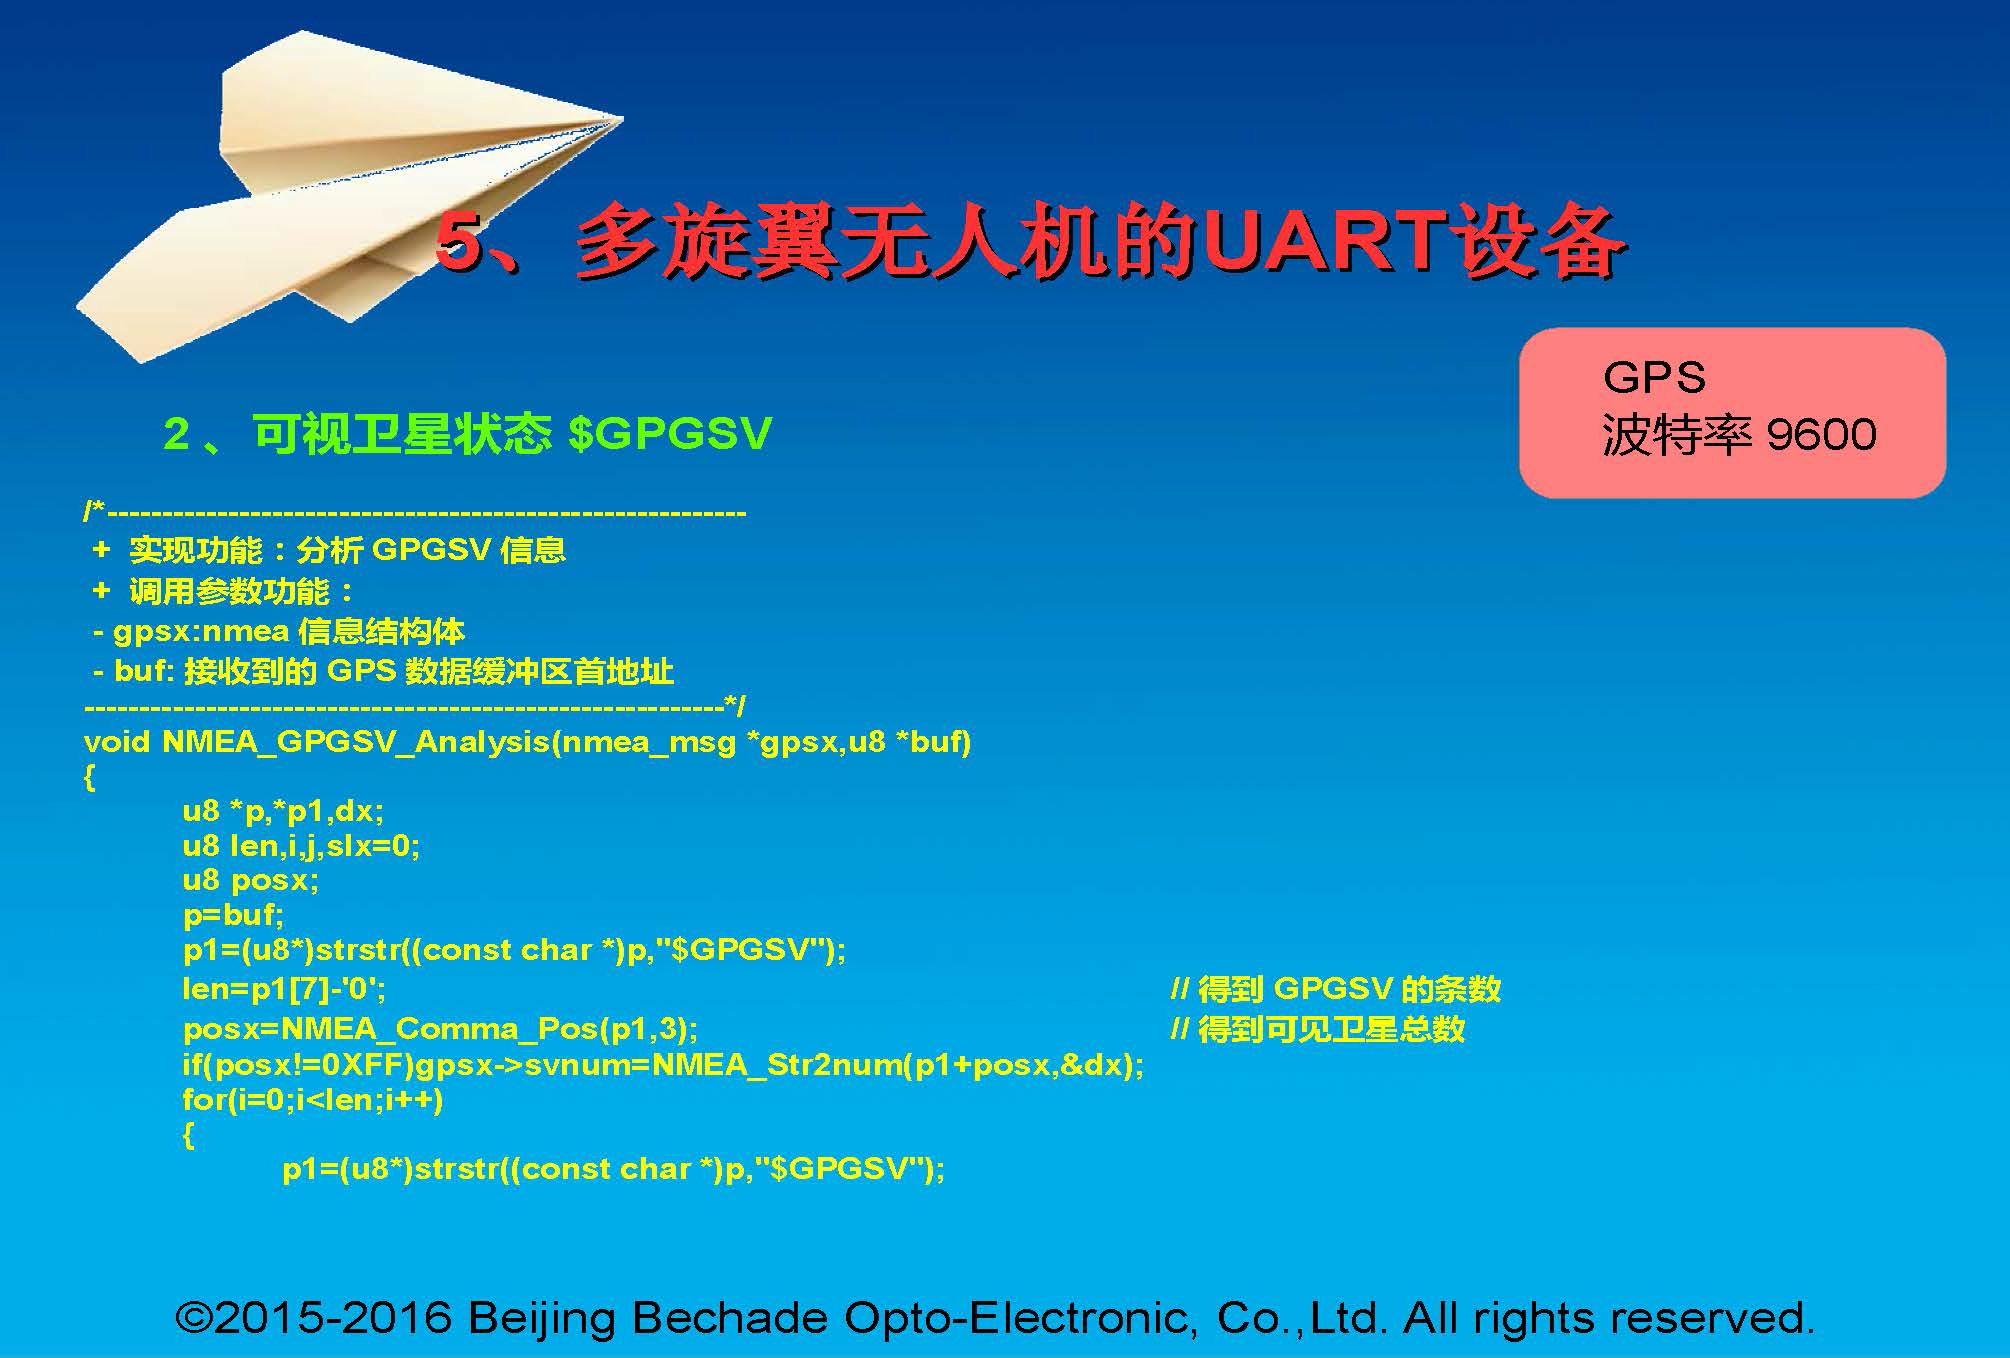 5、多旋翼无人机的UART设备
GPS
波特率 9600
2 、可视卫星状态 $GPGSV
/*----------------------------------------------------------
+ 实现功能：分析 GPGSV 信息
+ 调用参数功能：
- gpsx:nmea 信息结构体
- buf: 接收到的 GPS 数据缓冲区首地址
----------------------------------------------------------*/
void NMEA_GPGSV_Analysis(nmea_msg *gpsx,u8 *buf)
{
u8 *p,*p1,dx;
u8 len,i,j,slx=0;
u8 posx;
p=buf;
p1=(u8*)strstr((const char *)p,"$GPGSV");
len=p1[7]-'0'; // 得到 GPGSV 的条数
posx=NMEA_Comma_Pos(p1,3); // 得到可见卫星总数
if(posx!=0XFF)gpsx->svnum=NMEA_Str2num(p1+posx,&dx);
for(i=0;i<len;i++)
{
p1=(u8*)strstr((const char *)p,"$GPGSV");
©2015-2016 Beijing Bechade Opto-Electronic, Co.,Ltd. All rights reserved.